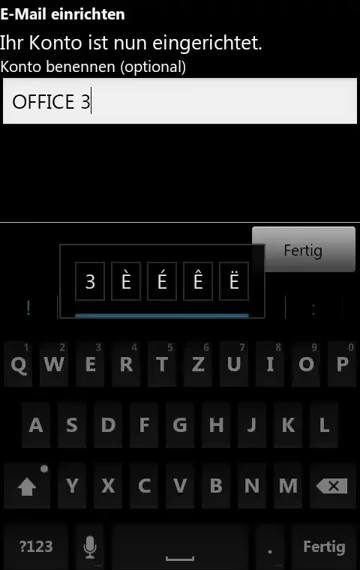 E-Mail einrichten
Ihr Konto ist nun eingerichtet.
Konto benennen (optional)
OFFICE 3
Fertig
3 È É Ê Ë
! :
1 2 3 4 5 6 7 8 9 0
Q W E R T Z U I O P
A S D F G H J K L
Y X C V B N M
?123 . Fertig